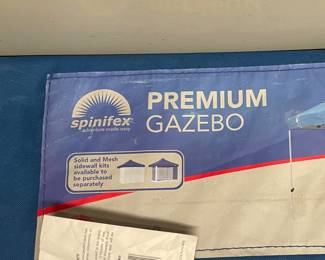 spinifex
adventure made easy
PREMIUM
GAZEBO
Solid and Mesh
sidewall kits
available to
be purchased
separately